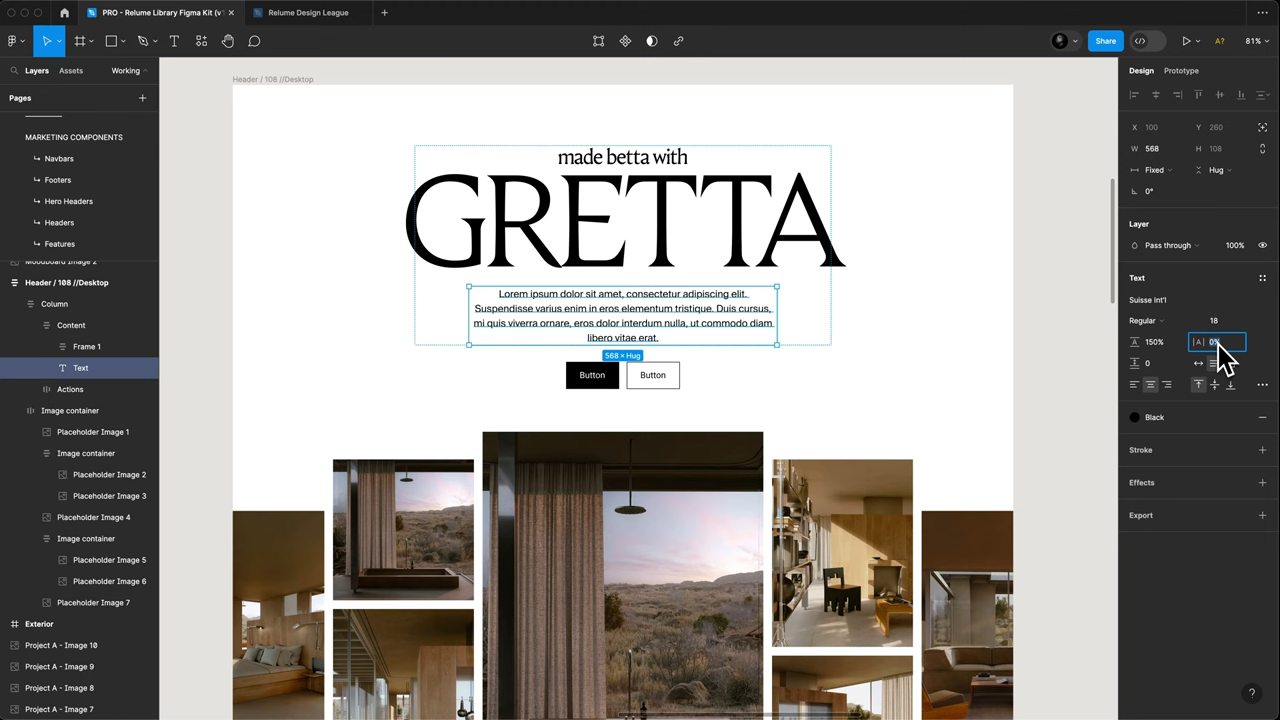 PRO - Relume Library Figma Kit (v
Relume Design League
Share
A?
81%
Layers
Assets
Working
Pages
MARKETING COMPONENTS
Navbars
Footers
Hero Headers
Headers
Features
Moodboard Image 2
Header / 108 //Desktop
Column
Content
Frame 1
Text
Actions
Image container
Placeholder Image 1
Image container
Placeholder Image 2
Placeholder Image 3
Placeholder Image 4
Image container
Placeholder Image 5
Placeholder Image 6
Placeholder Image 7
Exterior
Project A - Image 10
Project A - Image 9
Project A - Image 8
Project A - Image 7
Header / 108 //Desktop
made betta with
GRETTA
Lorem ipsum dolor sit amet, consectetur adipiscing elit.
Suspendisse varius enim in eros elementum tristique. Duis cursus,
mi quis viverra ornare, eros dolor interdum nulla, ut commodo diam
libero vitae erat.
568 × Hug
Button
Button
Design
Prototype
X 100
Y 260
W 568
H 108
Fixed
Hug
0°
Layer
Pass through
100%
Text
Suisse Int'l
Regular
18
150%
|A| 0%
0
Black
Stroke
Effects
Export
?